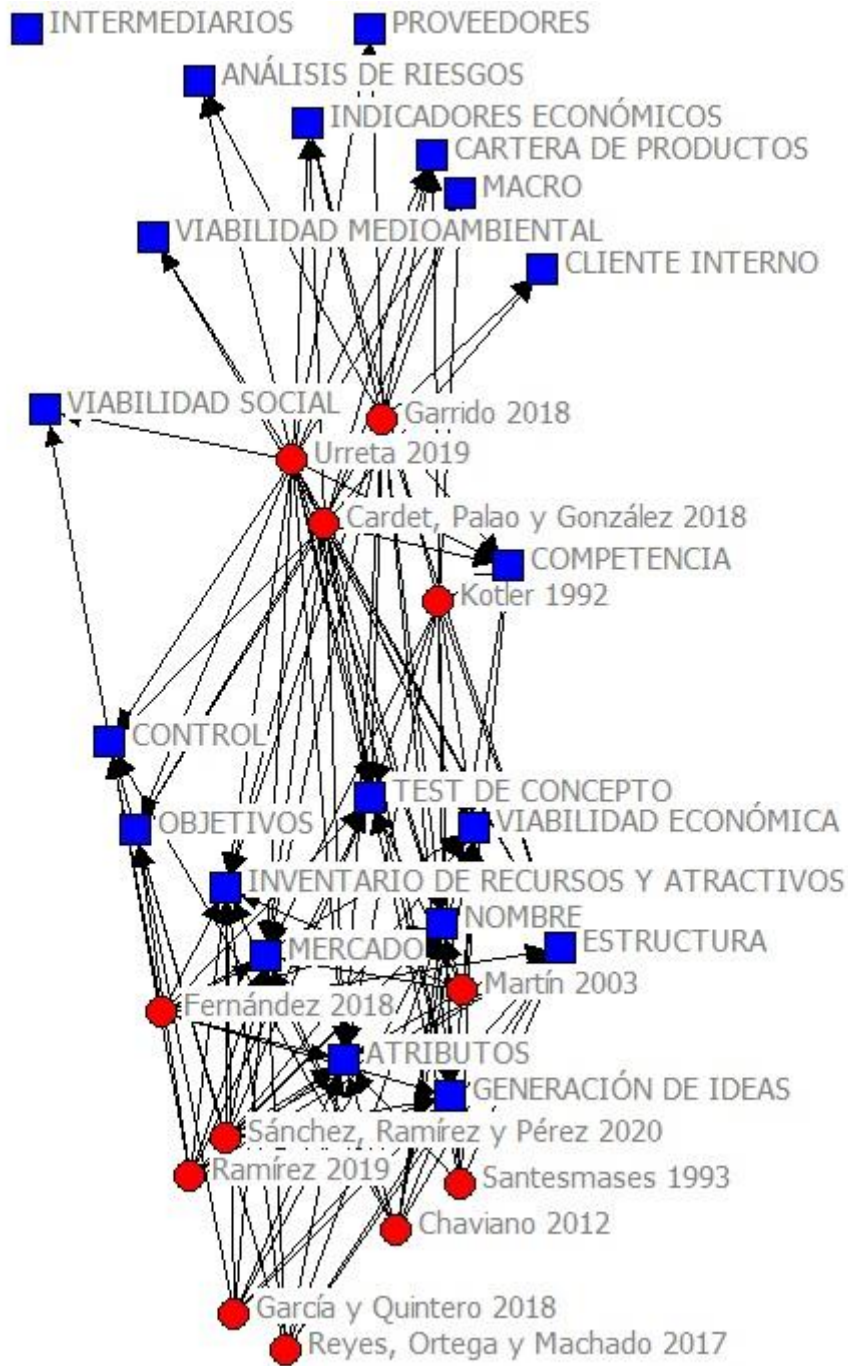 INTERMEDIARIOS
PROVEEDORES
ANÁLISIS DE RIESGOS
INDICADORES ECONÓMICOS
CARTERA DE PRODUCTOS
MACRO
VIABILIDAD MEDIOAMBIENTAL
CLIENTE INTERNO
VIABILIDAD SOCIAL
Garrido 2018
Urreta 2019
Cardet, Palao y González 2018
COMPETENCIA
Kotler 1992
CONTROL
TEST DE CONCEPTO
OBJETIVOS
VIABILIDAD ECONÓMICA
INVENTARIO DE RECURSOS Y ATRACTIVOS
NOMBRE
MERCADO
ESTRUCTURA
Martín 2003
Fernández 2018
ATRIBUTOS
GENERACIÓN DE IDEAS
Sánchez, Ramírez y Pérez 2020
Ramírez 2019
Santesmases 1993
Chaviano 2012
García y Quintero 2018
Reyes, Ortega y Machado 2017